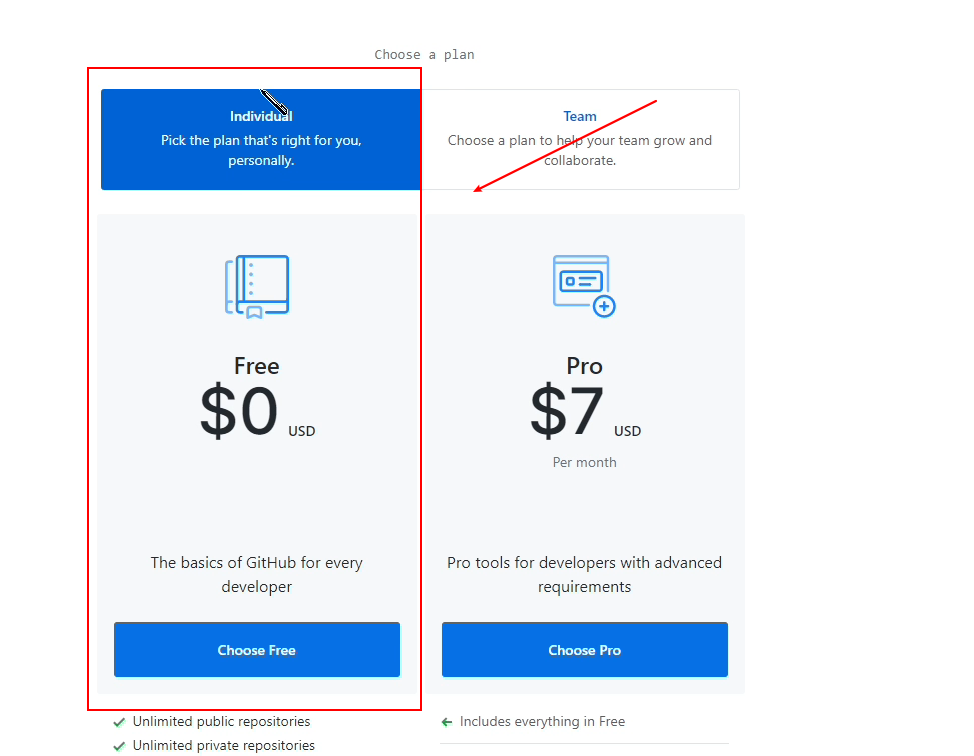 Choose a plan
Individual
Pick the plan that's right for you,
personally.
Team
Choose a plan to help your team grow and
collaborate.
Free
$0 USD
The basics of GitHub for every
developer
Choose Free
Unlimited public repositories
Unlimited private repositories
Pro
$7 USD
Per month
Pro tools for developers with advanced
requirements
Choose Pro
Includes everything in Free